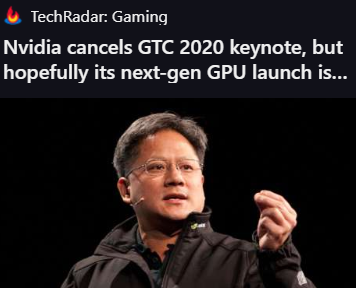 TechRadar: Gaming
Nvidia cancels GTC 2020 keynote, but
hopefully its next-gen GPU launch is...